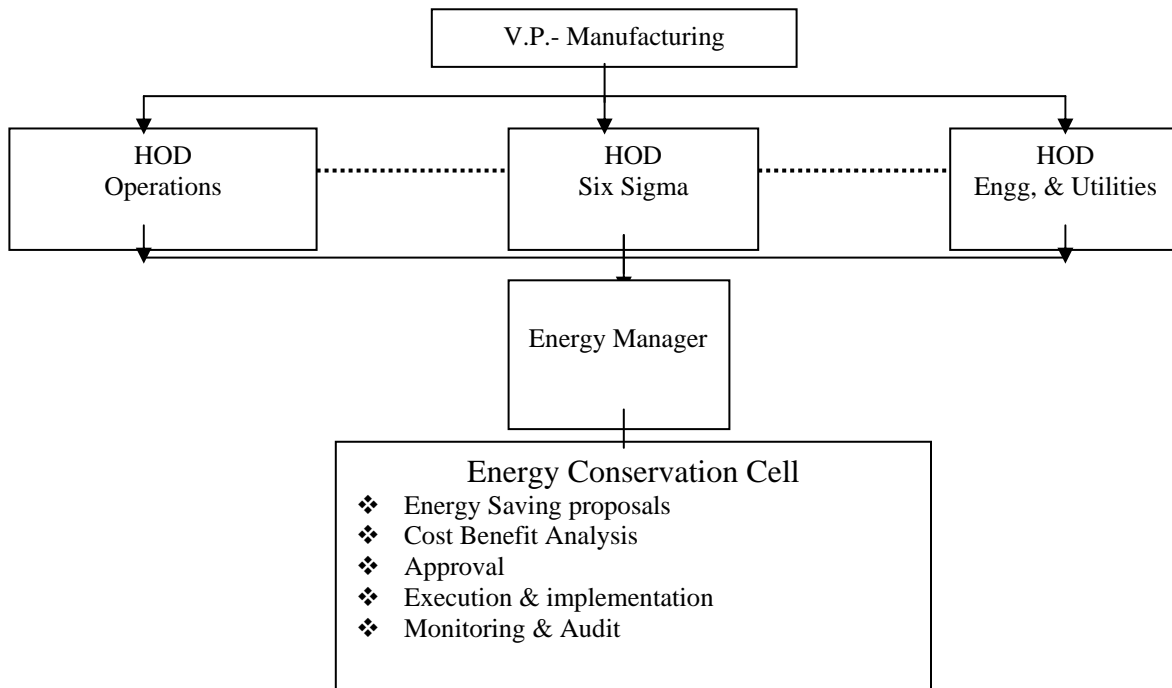 V.P.- Manufacturing
HOD
Operations
HOD
Six Sigma
HOD
Engg, & Utilities
Energy Manager
Energy Conservation Cell
❖ Energy Saving proposals
❖ Cost Benefit Analysis
❖ Approval
❖ Execution & implementation
❖ Monitoring & Audit